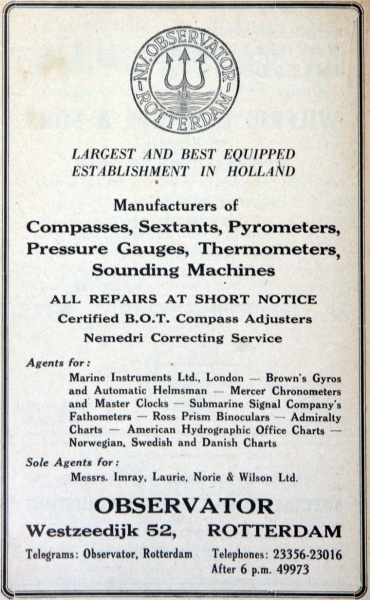 N.V. OBSERVATOR
ROTTERDAM
LARGEST AND BEST EQUIPPED
ESTABLISHMENT IN HOLLAND
Manufacturers of
Compasses, Sextants, Pyrometers,
Pressure Gauges, Thermometers,
Sounding Machines
ALL REPAIRS AT SHORT NOTICE
Certified B.O.T. Compass Adjusters
Nemedri Correcting Service
Agents for:
Marine Instruments Ltd., London — Brown's Gyros
and Automatic Helmsman — Mercer Chronometers
and Master Clocks — Submarine Signal Company's
Fathometers — Ross Prism Binoculars — Admiralty
Charts — American Hydrographic Office Charts —
Norwegian, Swedish and Danish Charts
Sole Agents for:
Messrs. Imray, Laurie, Norie & Wilson Ltd.
OBSERVATOR
Westzeedijk 52, ROTTERDAM
Telegrams: Observator, Rotterdam Telephones: 23356-23016
After 6 p.m. 49973